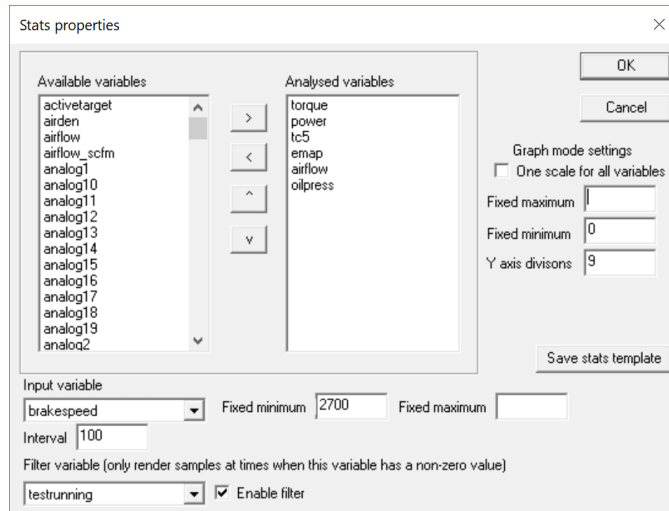 Stats properties
Available variables
activetarget
airden
airflow
airflow_scfm
analog1
analog10
analog11
analog12
analog13
analog14
analog15
analog16
analog17
analog18
analog19
analog2
>
<
^
v
Analysed variables
torque
power
tc5
emap
airflow
oilpress
OK
Cancel
Graph mode settings
One scale for all variables
Fixed maximum
Fixed minimum 0
Y axis divisons 9
Save stats template
Input variable
brakespeed Fixed minimum 2700 Fixed maximum
Interval 100
Filter variable (only render samples at times when this variable has a non-zero value)
testrunning Enable filter